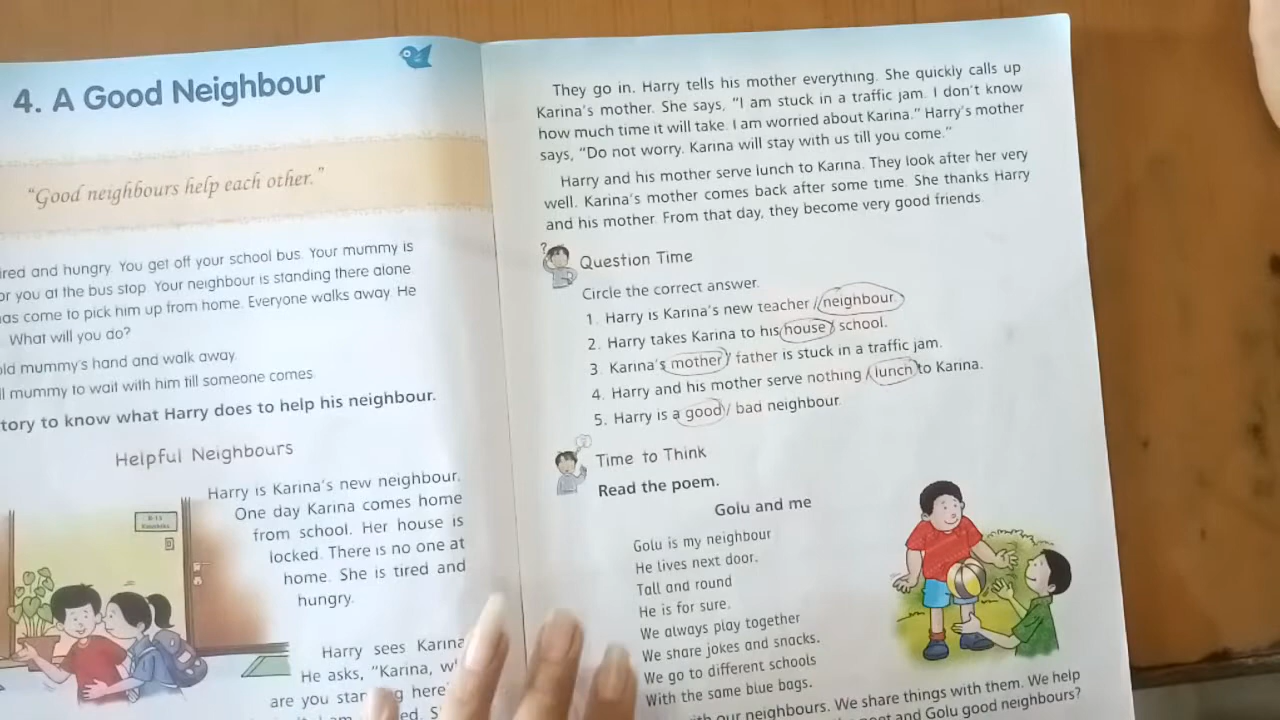 4. A Good Neighbour
"Good neighbours help each other."
and hungry. You get off your school bus. Your mummy is
you at the bus stop. Your neighbour is standing there alone
has come to pick him up from home. Everyone walks away. He
What will you do?
mummy's hand and walk away.
mummy to wait with him till someone comes.
to know what Harry does to help his neighbour.
Helpful Neighbours
Harry is Karina's new neighbour.
One day Karina comes home
from school. Her house is
locked. There is no one at
home. She is tired and
hungry.
Harry sees Karina
He asks, "Karina,
are you
They go in. Harry tells his mother everything. She quickly calls up
Karina's mother. She says, "I am stuck in a traffic jam. I don't know
how much time it will take. I am worried about Karina." Harry's mother
says, "Do not worry. Karina will stay with us till you come."
Harry and his mother serve lunch to Karina. They look after her very
well. Karina's mother comes back after some time. She thanks Harry
and his mother. From that day, they become very good friends.
Question Time
Circle the correct answer.
1. Harry is Karina's new teacher / neighbour.
2. Harry takes Karina to his house / school.
3. Karina's mother / father is stuck in a traffic jam.
4. Harry and his mother serve nothing / lunch to Karina.
5. Harry is a good / bad neighbour.
Time to Think
Read the poem.
Golu and me
Golu is my neighbour
He lives next door.
Tall and round
He is for sure.
We always play together
We share jokes and snacks.
We go to different schools
With the same blue bags.
our neighbours. We share things with them. We help
and Golu good neighbours?